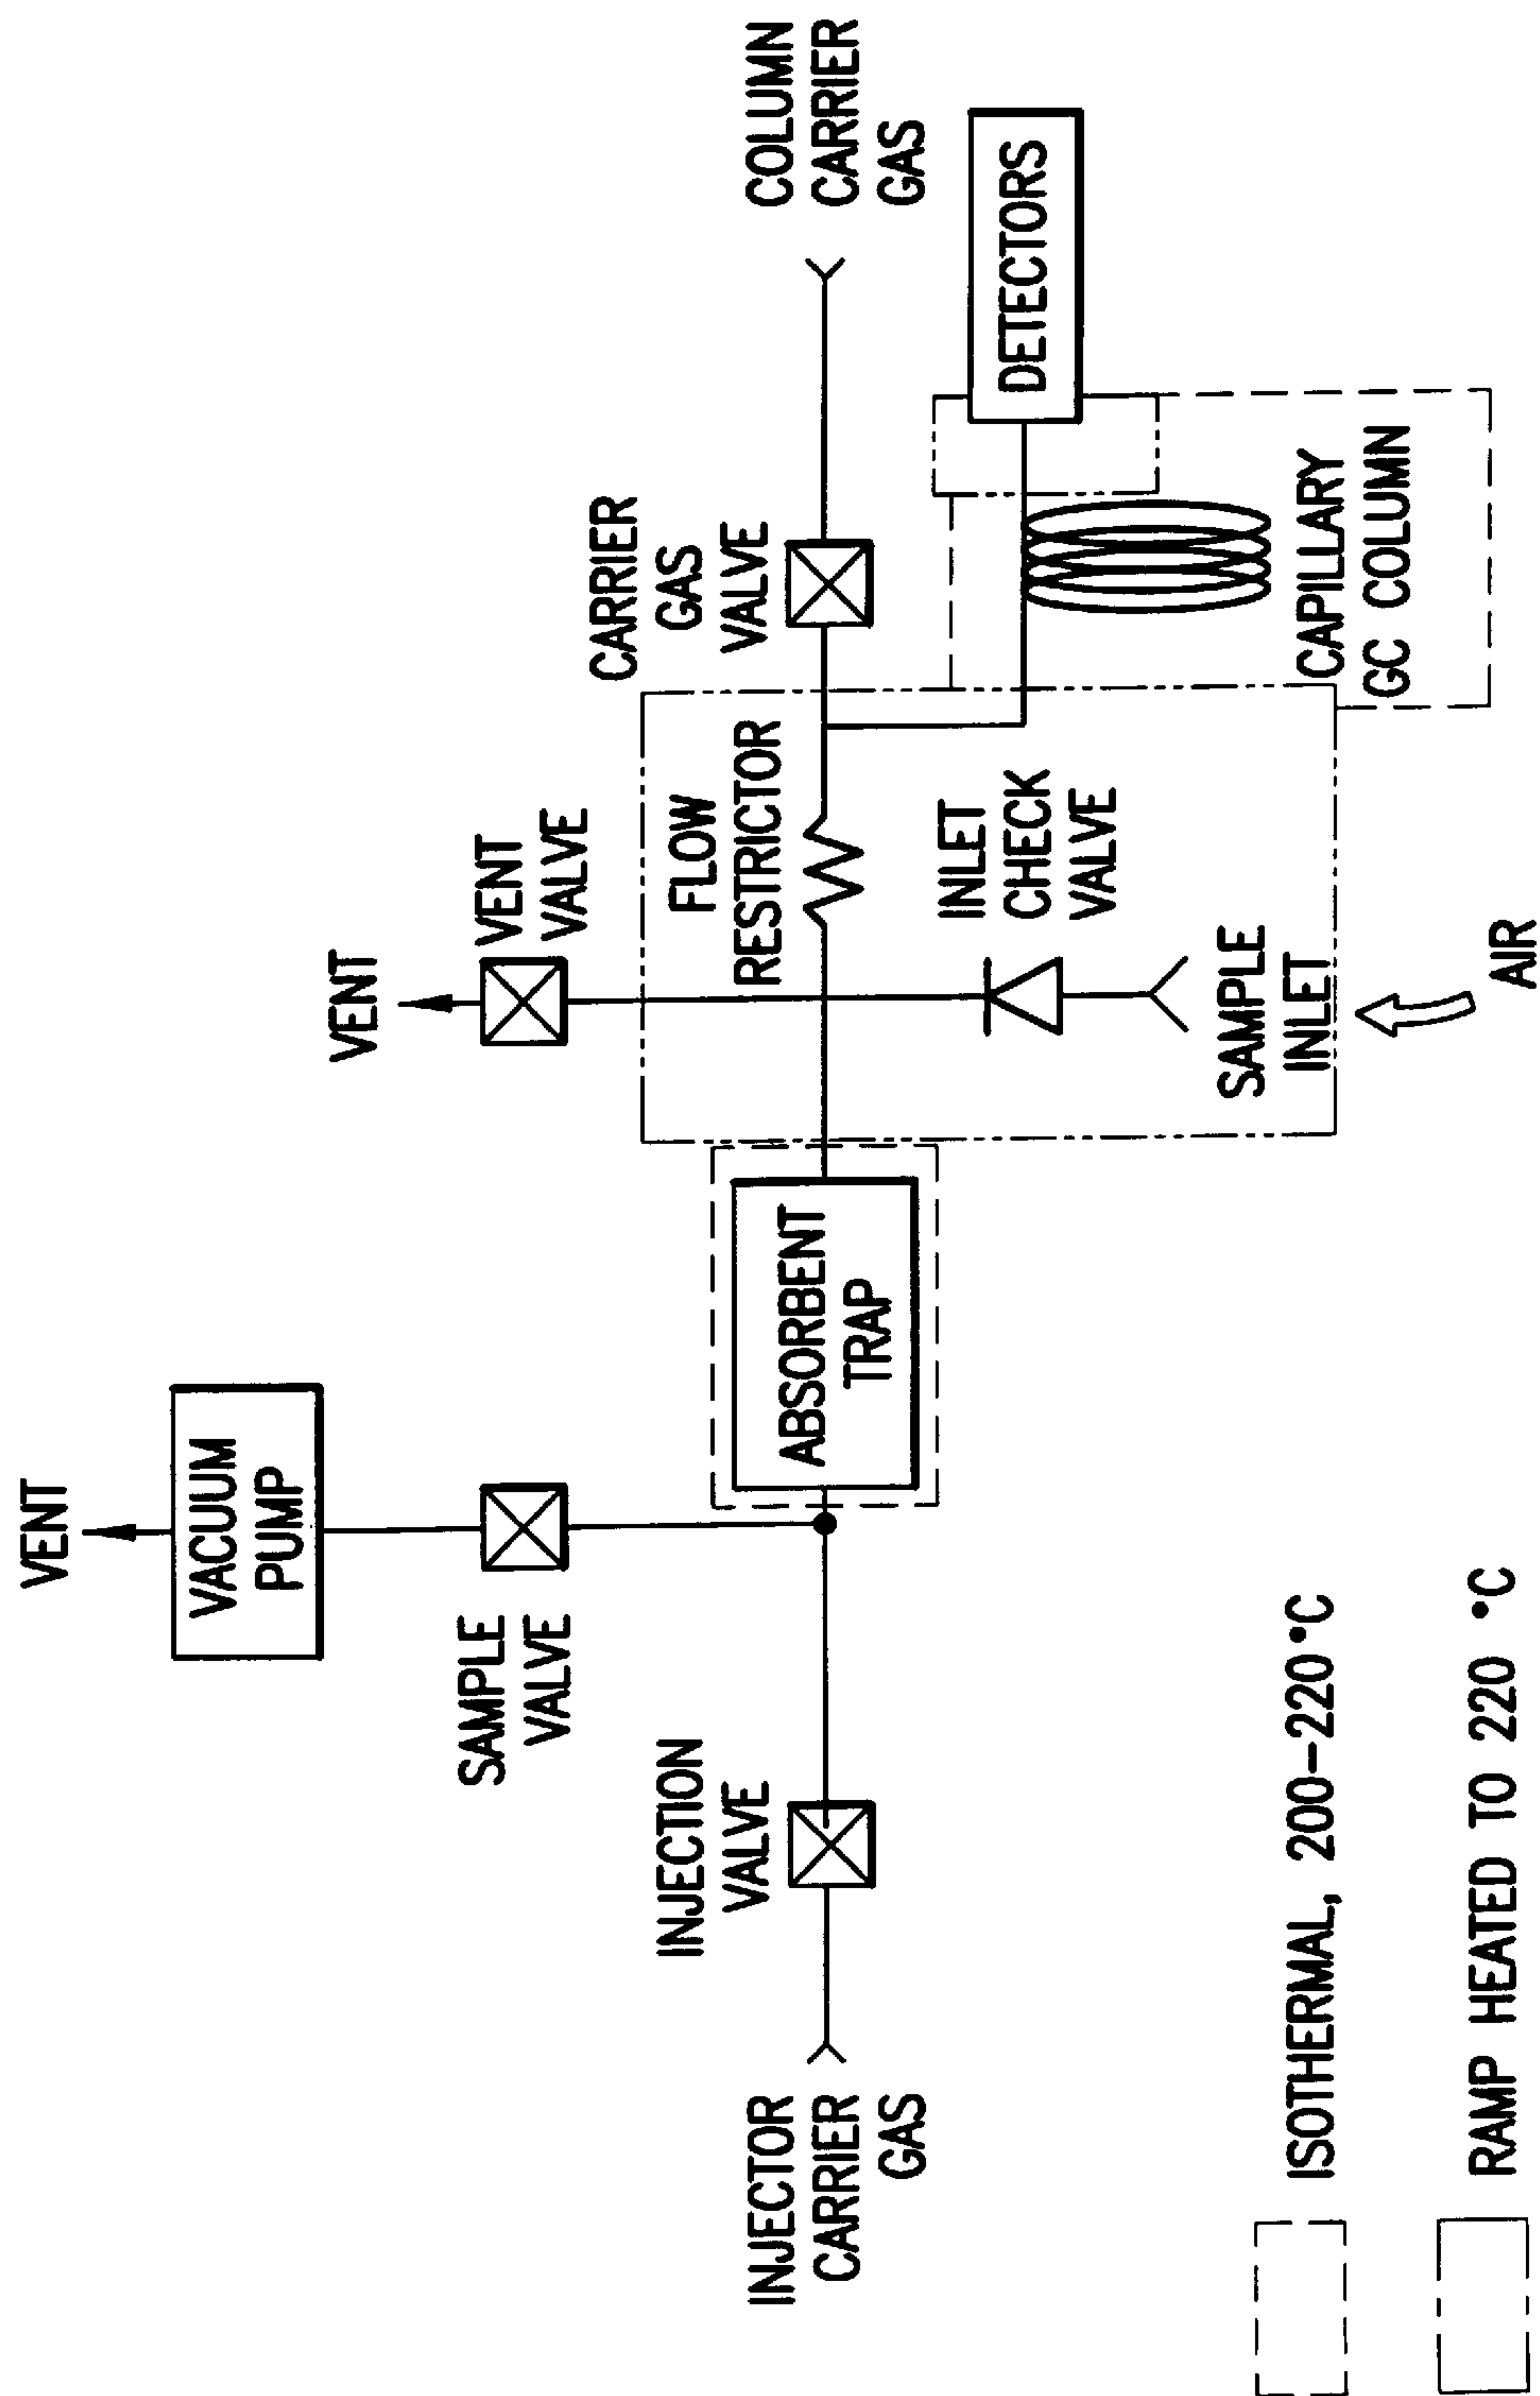 VENT
VACUUM
PUMP
SAMPLE
VALVE
VENT
VENT
VALVE
INJECTION
VALVE
INJECTOR
CARRIER
GAS
ABSORBENT
TRAP
FLOW
RESTRICTOR
CARRIER
GAS
VALVE
COLUMN
CARRIER
GAS
INLET
CHECK
VALVE
SAMPLE
INLET
AIR
DETECTORS
CAPILLARY
GC COLUMN
ISOTHERMAL, 200-220°C
RAMP HEATED TO 220 °C